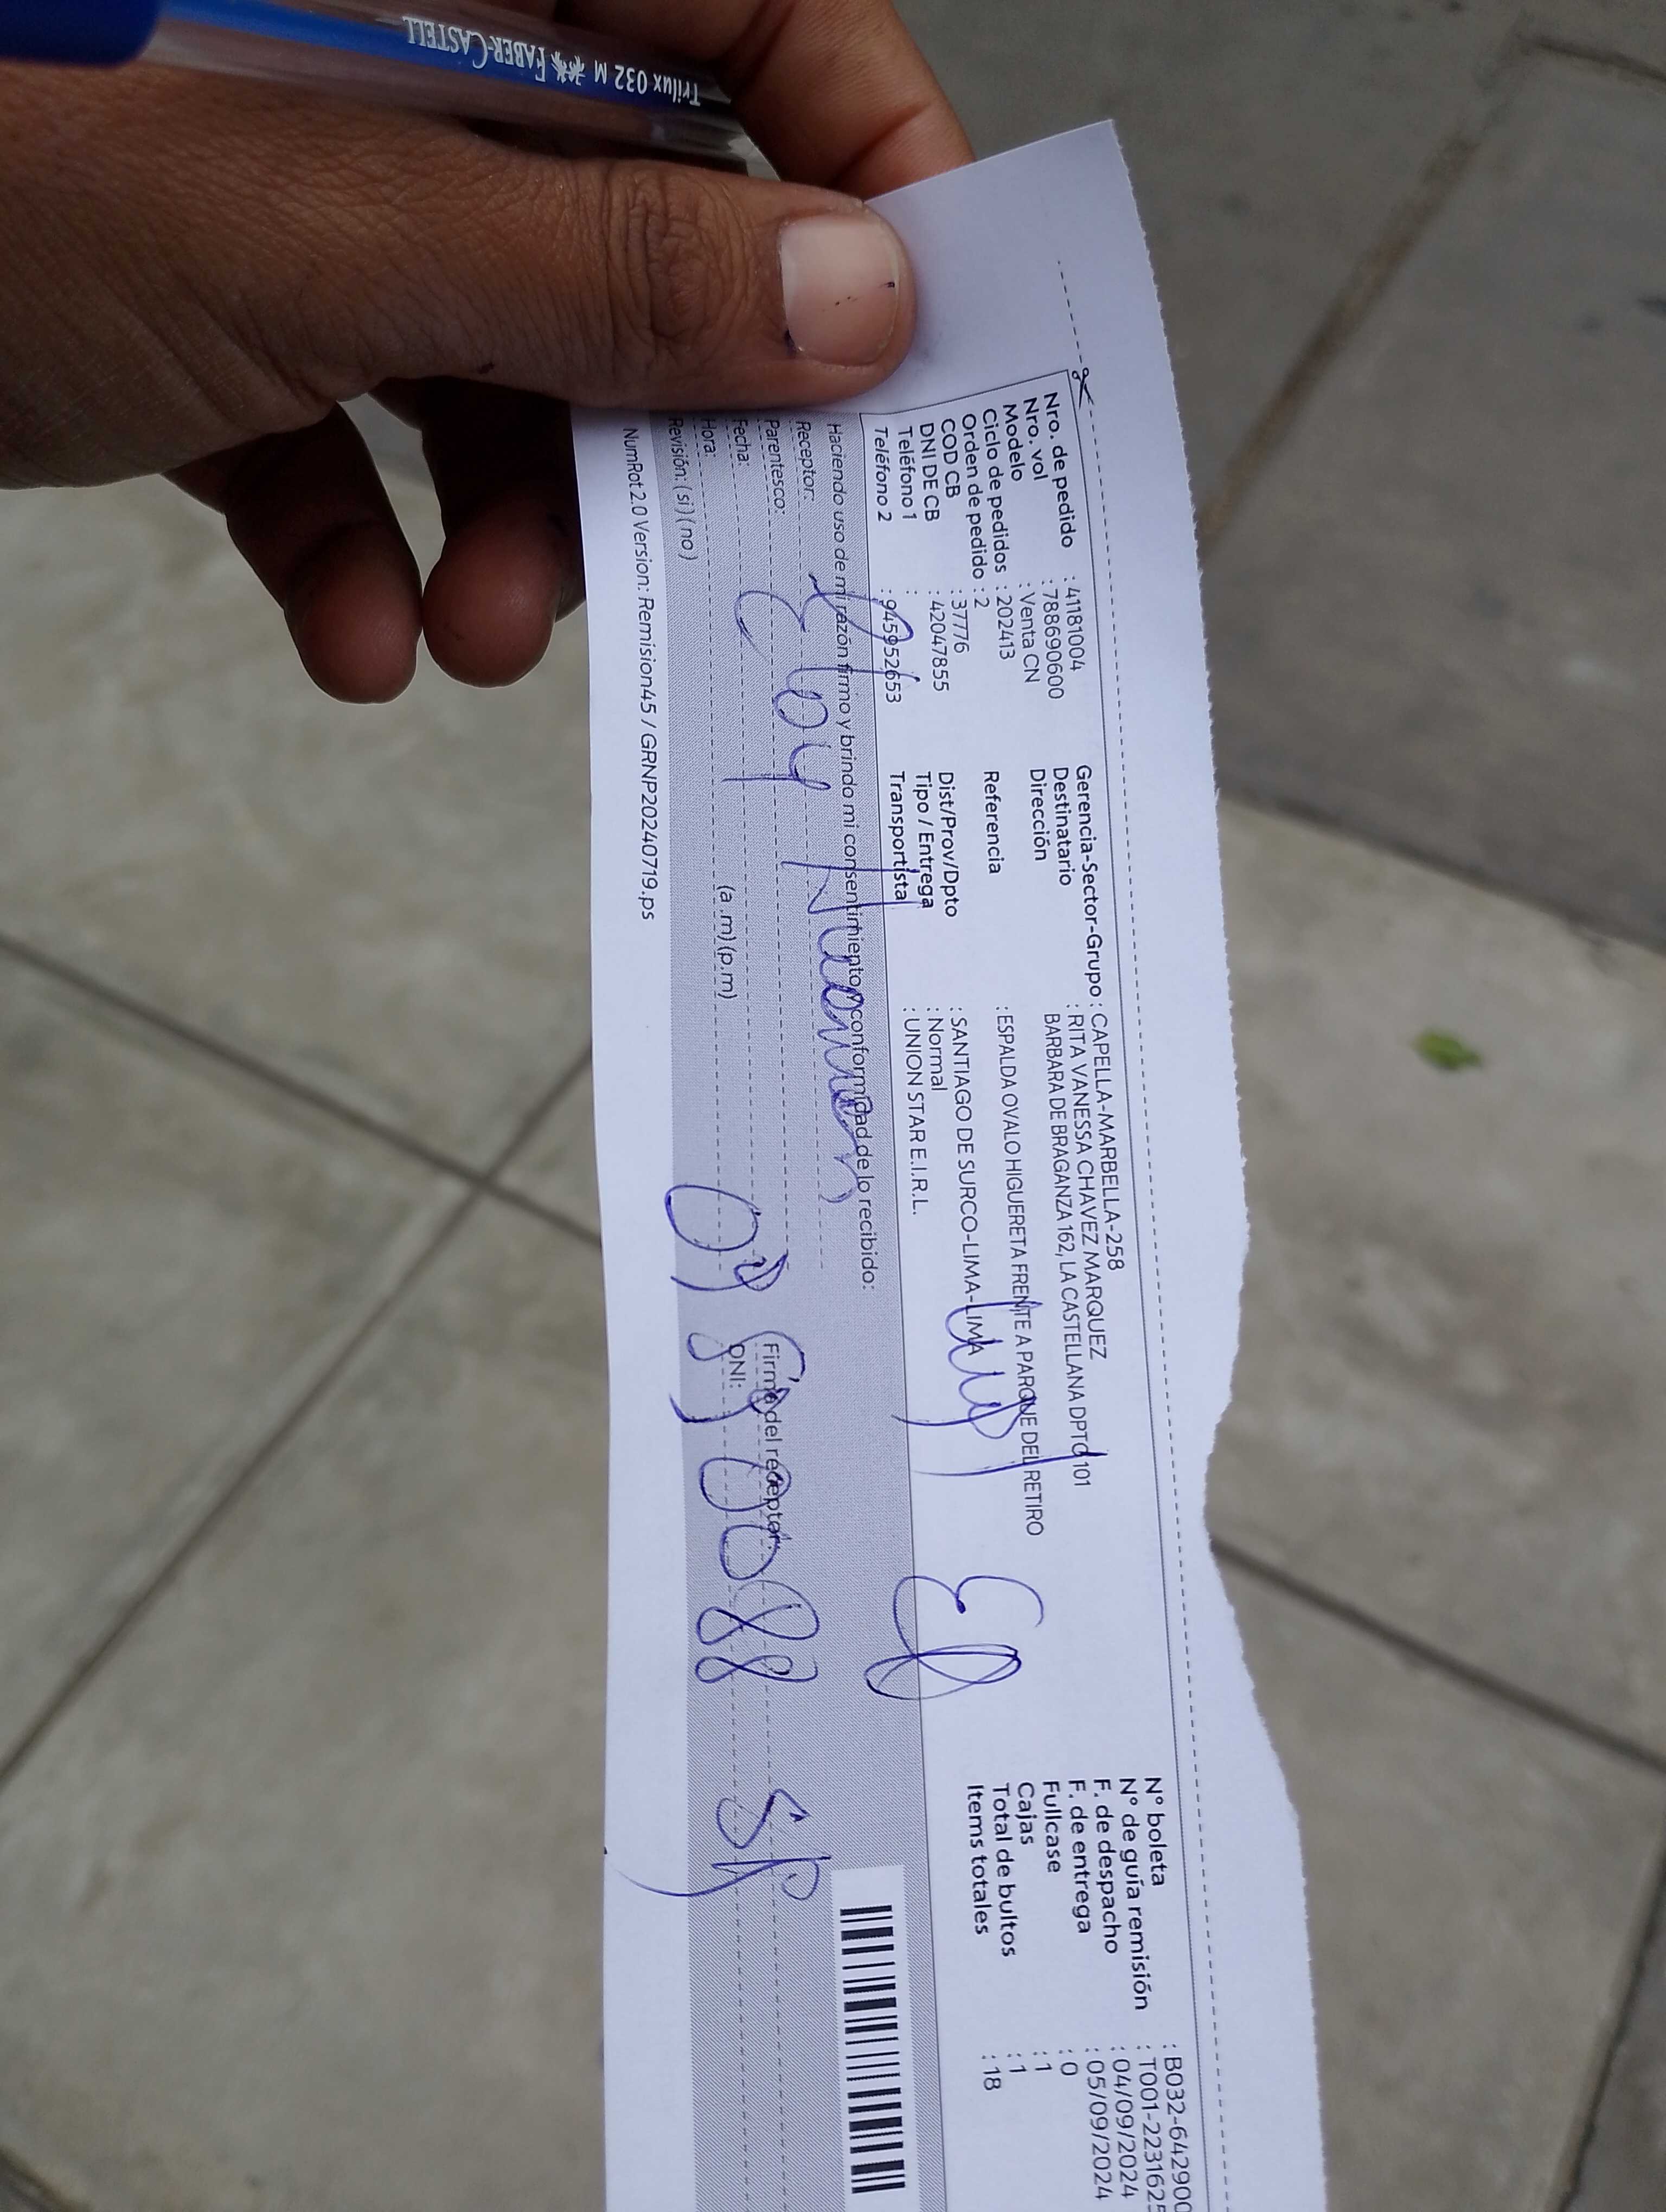 Trilux 032 M FABER-CASTELL
Nro. de pedido : 41181004
Nro. vol : 788690600
Modelo : Venta CN
Ciclo de pedidos : 202413
Orden de pedido : 2
COD CB : 37776
DNI DE CB : 42047855
Teléfono 1 :
Teléfono 2 : 945952653
Gerencia-Sector-Grupo : CAPELLA-MARBELLA-258
Destinatario : RITA VANESSA CHAVEZ MARQUEZ
Dirección BARBARA DE BRAGANZA 162, LA CASTELLANA DPTO 101
Referencia : ESPALDA OVALO HIGUERETA FRENTE A PARQUE DEL RETIRO
Dist/Prov/Dpto : SANTIAGO DE SURCO-LIMA-LIMA
Tipo / Entrega : Normal
Transportista : UNION STAR E.I.R.L.
N° boleta : B032-642900
N° de guía remisión : T001-2231625
F. de despacho : 04/09/2024
F. de entrega : 05/09/2024
Fullcase : 0
Cajas : 1
Total de bultos : 1
Items totales : 18
Haciendo uso de mi razón firmo y brindo mi consentimiento y conformidad de lo recibido:
Receptor:
Parentesco:
Fecha:
Hora: (a.m)(p.m)
Revisión: (si) (no)
Firma del receptor:
DNI:
NumRot 2.0 Version: Remision45 / GRNP20240719.ps